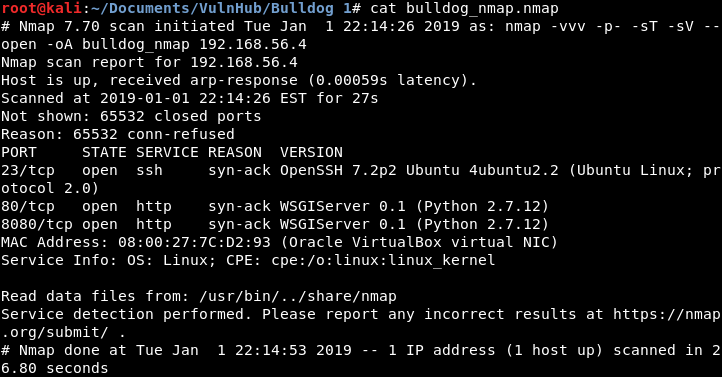 root@kali:~/Documents/VulnHub/Bulldog 1# cat bulldog_nmap.nmap
# Nmap 7.70 scan initiated Tue Jan  1 22:14:26 2019 as: nmap -vvv -p- -sT -sV --
open -oA bulldog_nmap 192.168.56.4
Nmap scan report for 192.168.56.4
Host is up, received arp-response (0.00059s latency).
Scanned at 2019-01-01 22:14:26 EST for 27s
Not shown: 65532 closed ports
Reason: 65532 conn-refused
PORT     STATE SERVICE REASON  VERSION
23/tcp   open  ssh     syn-ack OpenSSH 7.2p2 Ubuntu 4ubuntu2.2 (Ubuntu Linux; pr
otocol 2.0)
80/tcp   open  http    syn-ack WSGIServer 0.1 (Python 2.7.12)
8080/tcp open  http    syn-ack WSGIServer 0.1 (Python 2.7.12)
MAC Address: 08:00:27:7C:D2:93 (Oracle VirtualBox virtual NIC)
Service Info: OS: Linux; CPE: cpe:/o:linux:linux_kernel

Read data files from: /usr/bin/../share/nmap
Service detection performed. Please report any incorrect results at https://nmap
.org/submit/ .
# Nmap done at Tue Jan  1 22:14:53 2019 -- 1 IP address (1 host up) scanned in 2
6.80 seconds